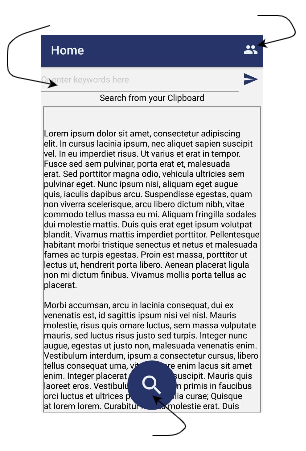 Home
Or enter keywords here
Search from your Clipboard
Lorem ipsum dolor sit amet, consectetur adipiscing
elit. In cursus lacinia ipsum, nec aliquet sapien suscipit
vel. In eu imperdiet risus. Ut varius et erat in tempor.
Fusce sed sem pulvinar, porta erat et, malesuada
erat. Sed porttitor magna odio, vehicula ultricies sem
pulvinar eget. Nunc ipsum nisi, aliquam eget augue
quis, iaculis dapibus arcu. Suspendisse egestas, quam
non viverra scelerisque, arcu libero dictum nibh, vitae
commodo tellus massa eu mi. Aliquam fringilla sodales
dui molestie mattis. Duis quis erat eget ipsum volutpat
blandit. Vivamus mattis imperdiet porttitor. Pellentesque
habitant morbi tristique senectus et netus et malesuada
fames ac turpis egestas. Proin est massa, porttitor ut
lectus ut, hendrerit porta libero. Aenean placerat ligula
non mi dictum finibus. Vivamus mollis porta tellus ac
placerat.
Morbi accumsan, arcu in lacinia consequat, dui ex
venenatis est, id sagittis ipsum nisi vel nisl. Mauris
molestie, risus quis ornare luctus, sem massa vulputate
mauris, sed luctus risus justo sed turpis. Integer nunc
augue, egestas ut justo non, malesuada venenatis enim.
Vestibulum interdum, ipsum a consectetur cursus, libero
tellus consequat urna, vitae enim lacus sit amet
enim. Integer placerat suscipit. Mauris quis
laoreet eros. Vestibulum primis in faucibus
orci luctus et ultrices p cilia curae; Quisque
at lorem lorem. Curabitur molestie erat. Duis